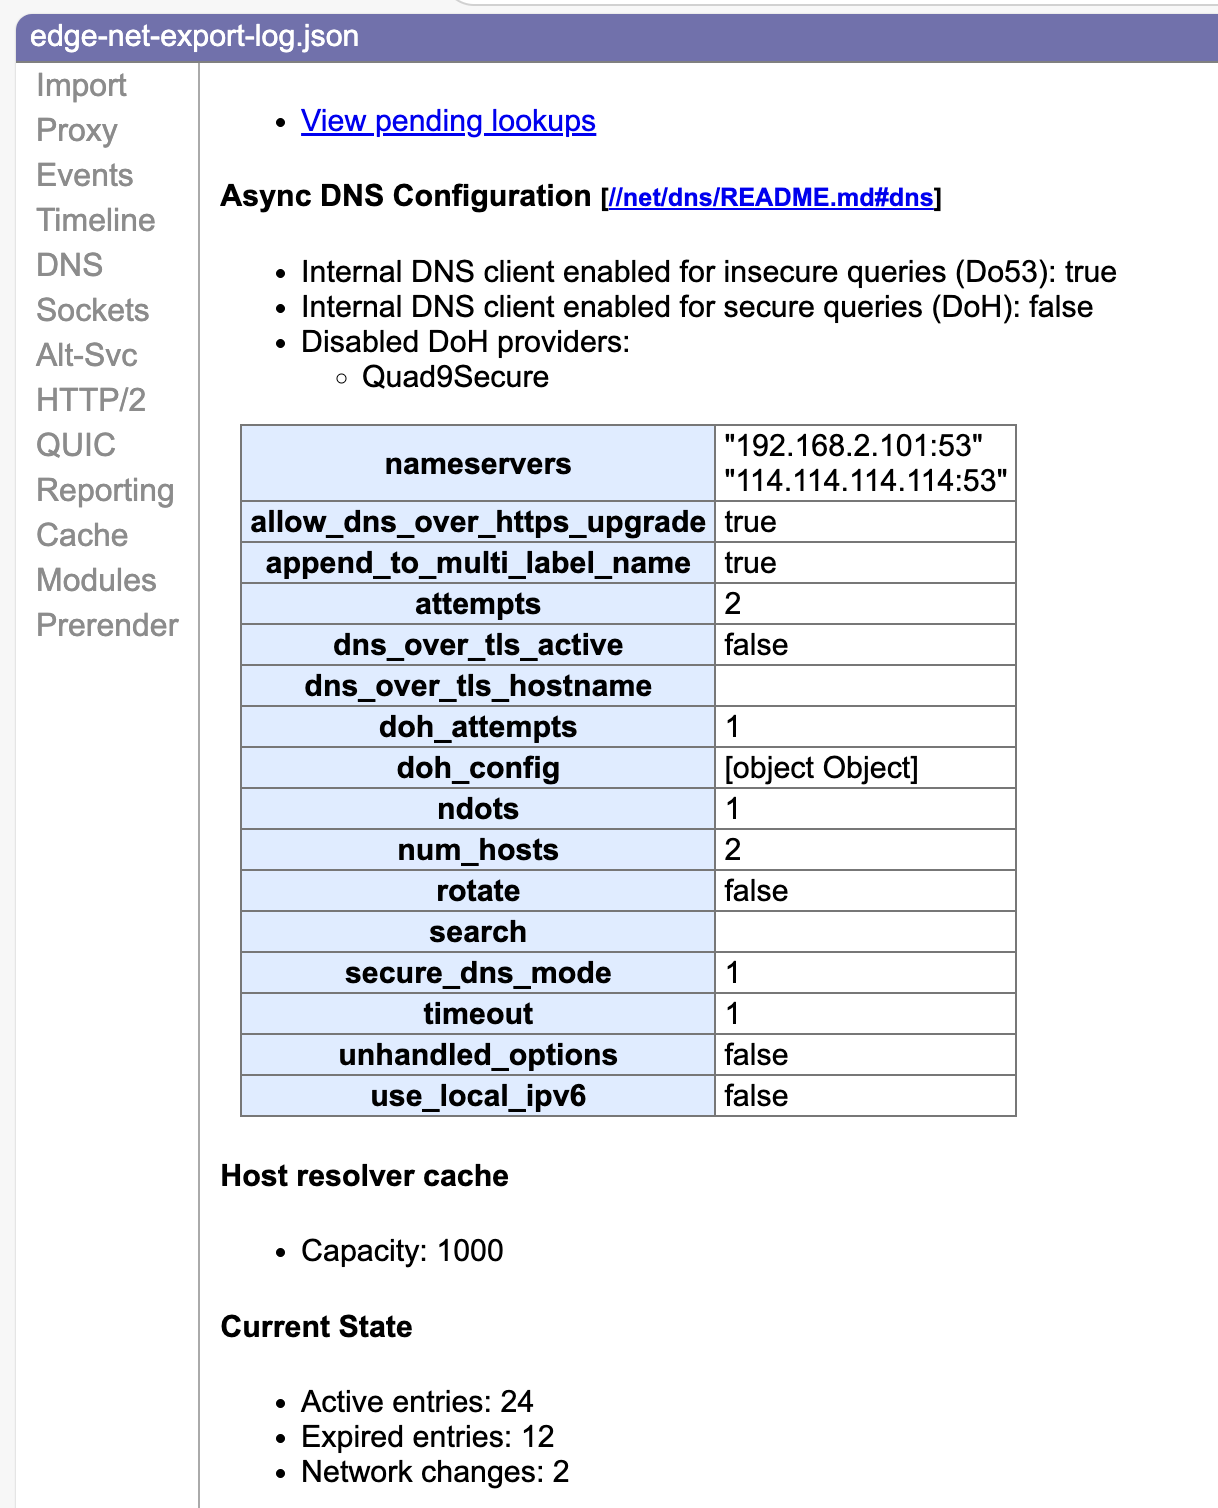 edge-net-export-log.json
Import
Proxy
Events
Timeline
DNS
Sockets
Alt-Svc
HTTP/2
QUIC
Reporting
Cache
Modules
Prerender
View pending lookups
Async DNS Configuration [//net/dns/README.md#dns]
Internal DNS client enabled for insecure queries (Do53): true
Internal DNS client enabled for secure queries (DoH): false
Disabled DoH providers:
Quad9Secure
nameservers "192.168.2.101:53"
"114.114.114.114:53"
allow_dns_over_https_upgrade true
append_to_multi_label_name true
attempts 2
dns_over_tls_active false
dns_over_tls_hostname
doh_attempts 1
doh_config [object Object]
ndots 1
num_hosts 2
rotate false
search
secure_dns_mode 1
timeout 1
unhandled_options false
use_local_ipv6 false
Host resolver cache
Capacity: 1000
Current State
Active entries: 24
Expired entries: 12
Network changes: 2